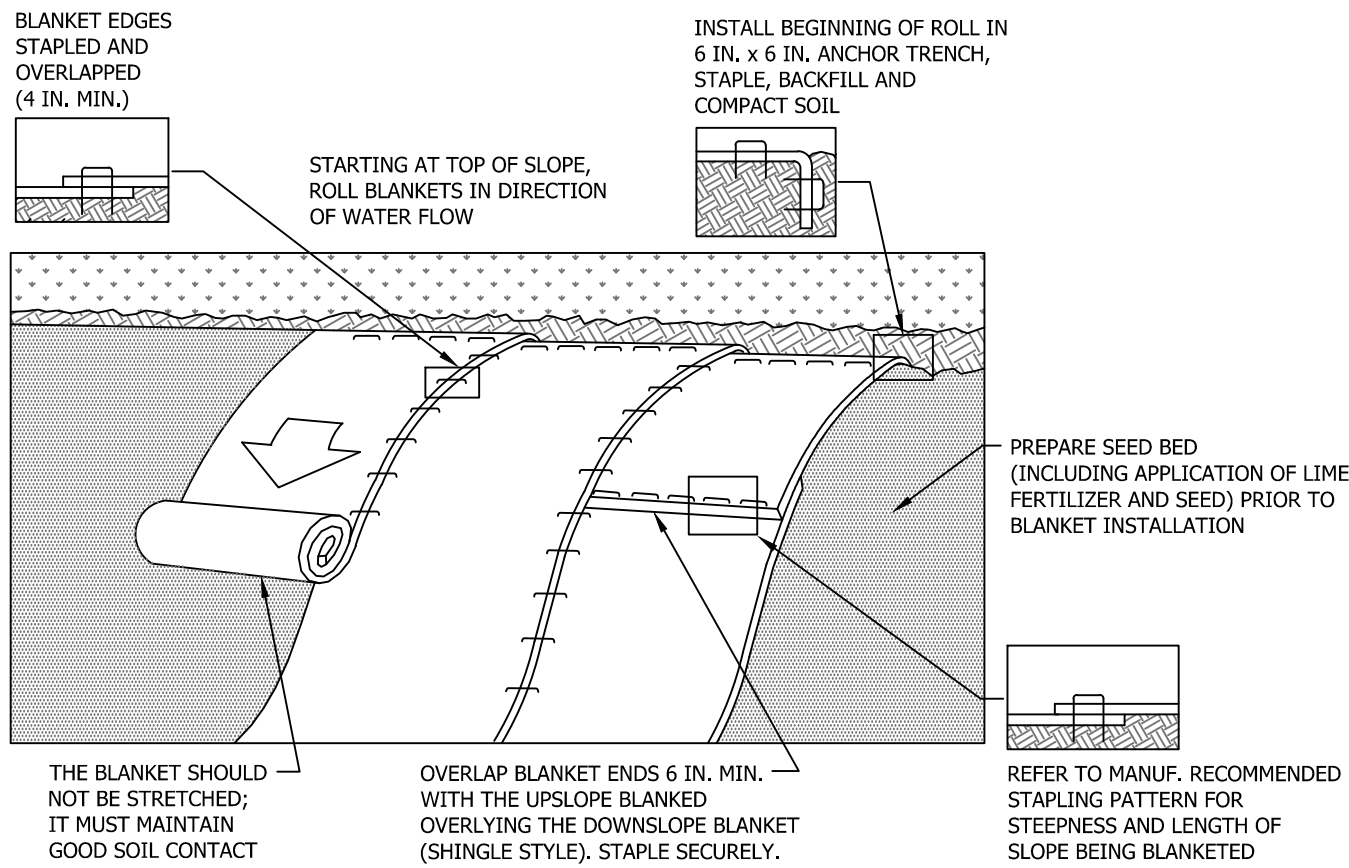 BLANKET EDGES
STAPLED AND
OVERLAPPED
(4 IN. MIN.)
INSTALL BEGINNING OF ROLL IN
6 IN. x 6 IN. ANCHOR TRENCH,
STAPLE, BACKFILL AND
COMPACT SOIL
STARTING AT TOP OF SLOPE,
ROLL BLANKETS IN DIRECTION
OF WATER FLOW
PREPARE SEED BED
(INCLUDING APPLICATION OF LIME
FERTILIZER AND SEED) PRIOR TO
BLANKET INSTALLATION
THE BLANKET SHOULD
NOT BE STRETCHED;
IT MUST MAINTAIN
GOOD SOIL CONTACT
OVERLAP BLANKET ENDS 6 IN. MIN.
WITH THE UPSLOPE BLANKED
OVERLYING THE DOWNSLOPE BLANKET
(SHINGLE STYLE). STAPLE SECURELY.
REFER TO MANUF. RECOMMENDED
STAPLING PATTERN FOR
STEEPNESS AND LENGTH OF
SLOPE BEING BLANKETED